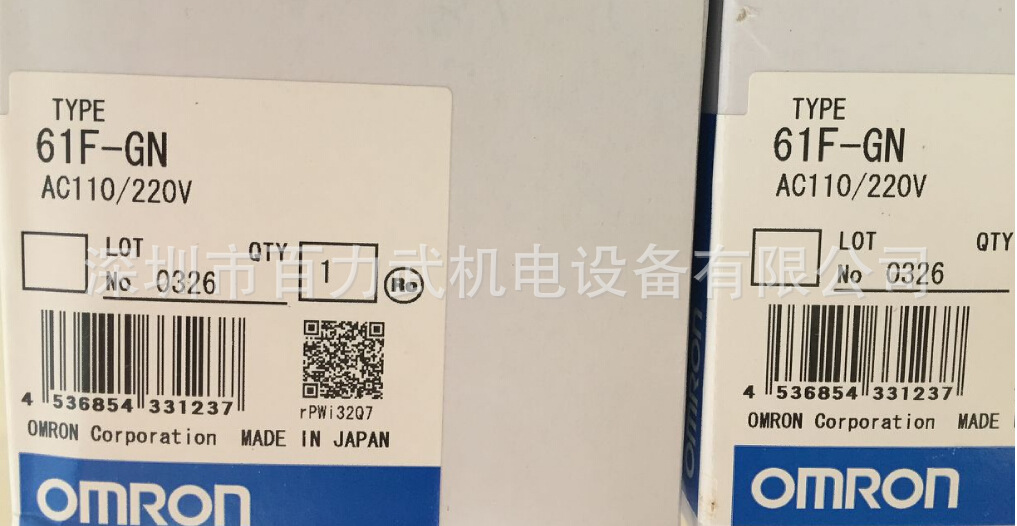 TYPE
61F-GN
AC110/220V
LOT
No 0326
QTY
1
Ro
4 536854 331237
rPWi32Q7
OMRON Corporation MADE IN JAPAN
OMRON
OMRON
TYPE
61F-GN
AC110/220V
LOT
No 0326
QTY
4 536854 331237
OMRON Corporation MADE
OMRON
深圳市百力武机电设备有限公司